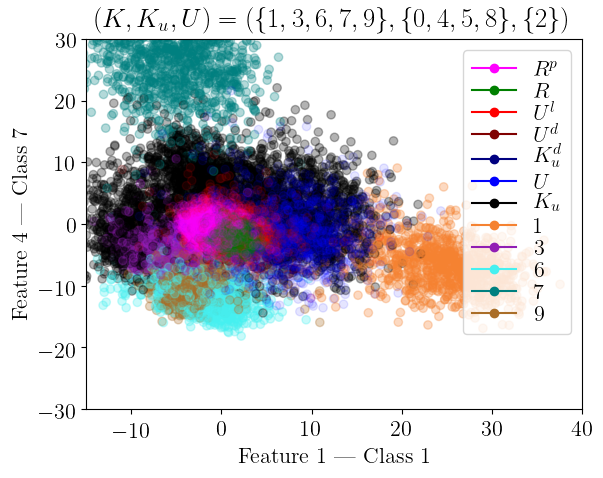 (K, K_u, U) = ({1, 3, 6, 7, 9}, {0, 4, 5, 8}, {2})
30
20
10
0
−10
−20
−30
Feature 4 — Class 7
R^p
R
U^l
U^d
K_u^d
U
K_u
1
3
6
7
9
−10
0
10
20
30
40
Feature 1 — Class 1